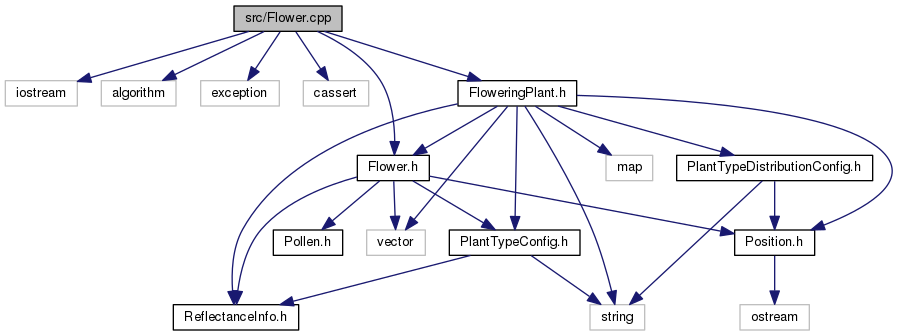 src/Flower.cpp
iostream
algorithm
exception
cassert
FloweringPlant.h
Flower.h
map
PlantTypeDistributionConfig.h
Pollen.h
vector
PlantTypeConfig.h
Position.h
ReflectanceInfo.h
string
ostream